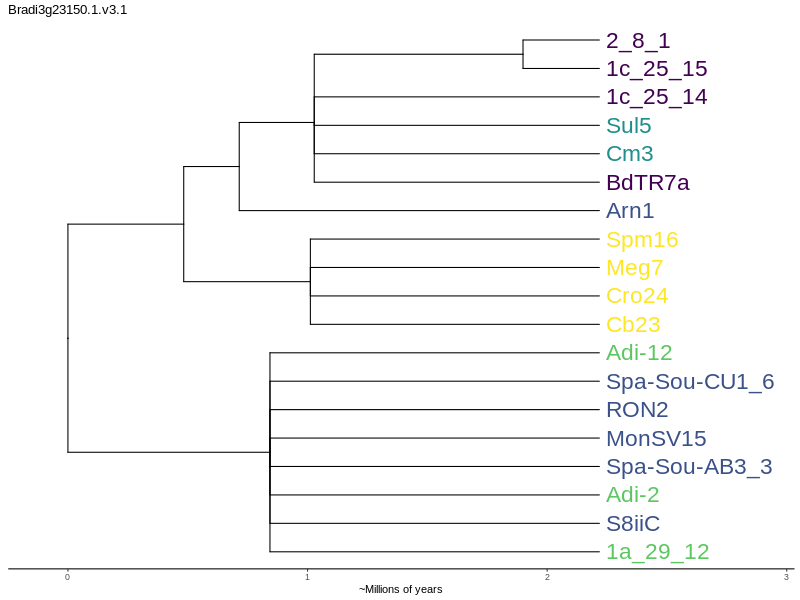 Bradi3g23150.1.v3.1
2_8_1
1c_25_15
1c_25_14
Sul5
Cm3
BdTR7a
Arn1
Spm16
Meg7
Cro24
Cb23
Adi-12
Spa-Sou-CU1_6
RON2
MonSV15
Spa-Sou-AB3_3
Adi-2
S8iiC
1a_29_12
0 1 2 3
~Millions of years